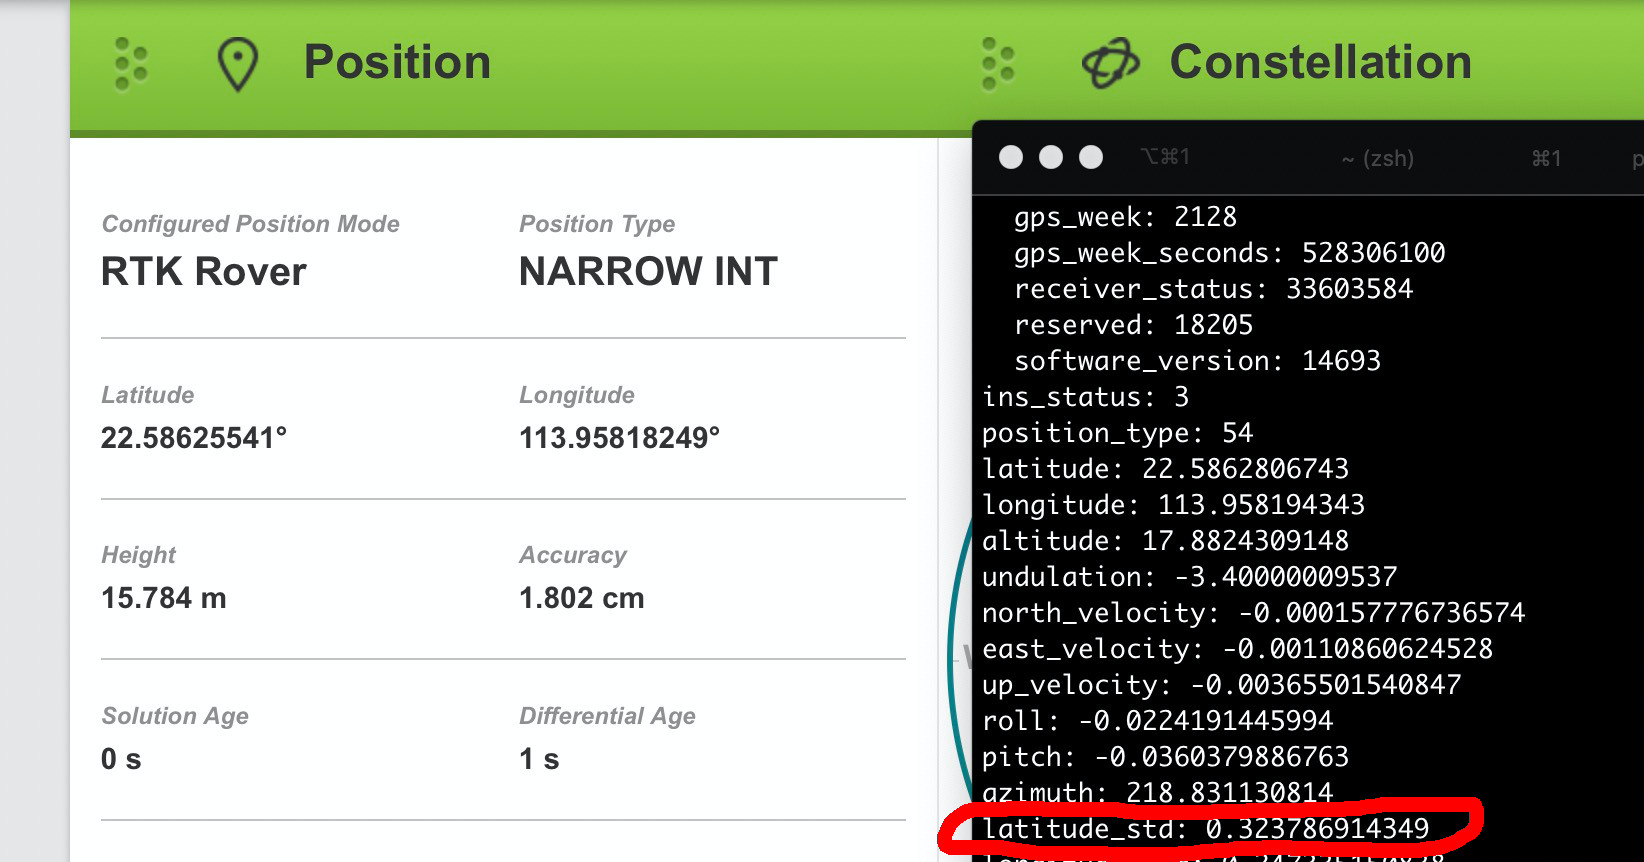 Position
Constellation
Configured Position Mode
RTK Rover
Position Type
NARROW INT
Latitude
22.58625541°
Longitude
113.95818249°
Height
15.784 m
Accuracy
1.802 cm
Solution Age
0 s
Differential Age
1 s
⌥⌘1
~ (zsh)
⌘1
gps_week: 2128
gps_week_seconds: 528306100
receiver_status: 33603584
reserved: 18205
software_version: 14693
ins_status: 3
position_type: 54
latitude: 22.5862806743
longitude: 113.958194343
altitude: 17.8824309148
undulation: -3.40000009537
north_velocity: -0.000157776736574
east_velocity: -0.00110860624528
up_velocity: -0.00365501540847
roll: -0.0224191445994
pitch: -0.0360379886763
azimuth: 218.831130814
latitude_std: 0.323786914349